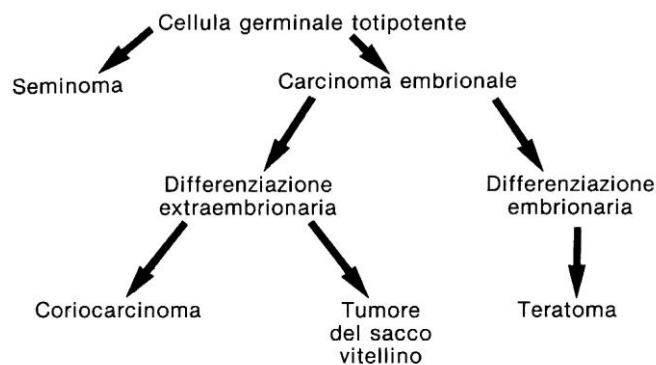 Cellula germinale totipotente
Seminoma
Carcinoma embrionale
Differenziazione
extraembrionaria
Differenziazione
embrionaria
Coriocarcinoma
Tumore
del sacco
vitellino
Teratoma